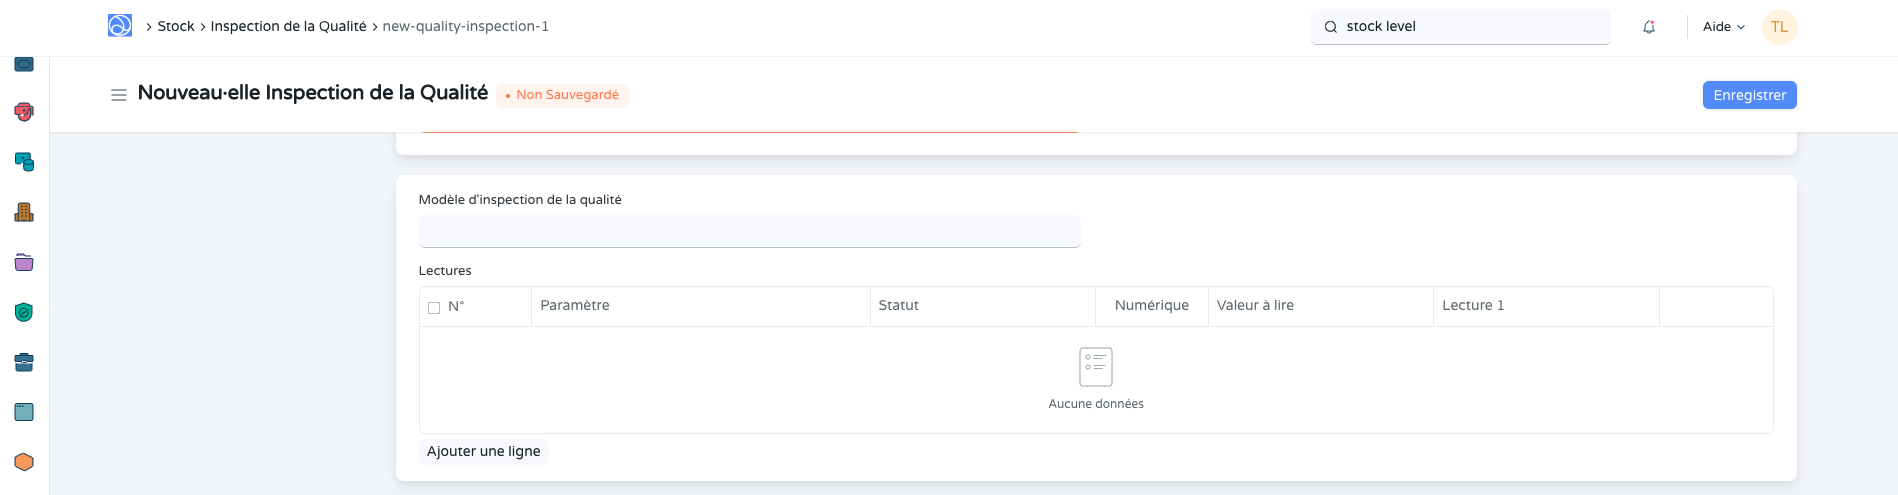 Stock > Inspection de la Qualité > new-quality-inspection-1
stock level
Aide
TL
Nouveau·elle Inspection de la Qualité
Non Sauvegardé
Enregistrer
Modèle d'inspection de la qualité
Lectures
N° Paramètre Statut Numérique Valeur à lire Lecture 1
Aucune données
Ajouter une ligne